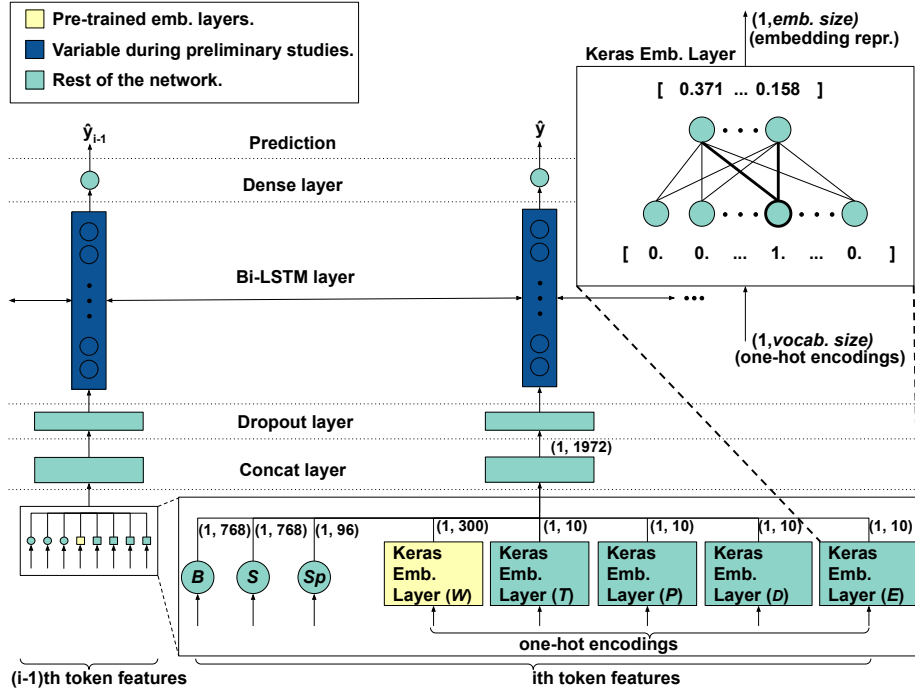 Pre-trained emb. layers.
Variable during preliminary studies.
Rest of the network.
(1,emb. size)
(embedding repr.)
Keras Emb. Layer
[ 0.371 ... 0.158 ]
[ 0. 0. ... 1. ... 0. ]
(1,vocab. size)
(one-hot encodings)
ŷi-1
ŷ
Prediction
Dense layer
Bi-LSTM layer
Dropout layer
(1, 1972)
Concat layer
(1, 768) (1, 768) (1, 96) (1, 300) (1, 10) (1, 10) (1, 10) (1, 10)
B
S
Sp
Keras
Emb.
Layer (W)
Keras
Emb.
Layer (T)
Keras
Emb.
Layer (P)
Keras
Emb.
Layer (D)
Keras
Emb.
Layer (E)
one-hot encodings
(i-1)th token features
ith token features